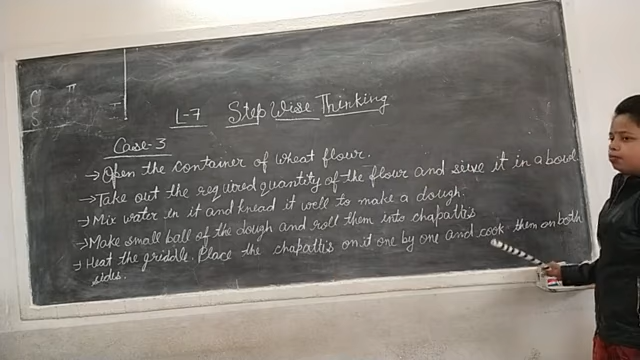 L-7 Step Wise Thinking
Case-3
→ Open the container of wheat flour.
→ Take out the required quantity of the flour and sieve it in a bowl.
→ Mix water in it and knead it well to make a dough.
→ Make small ball of the dough and roll them into chapattis
→ Heat the griddle. Place the chapattis on it one by one and cook them on both
sides.